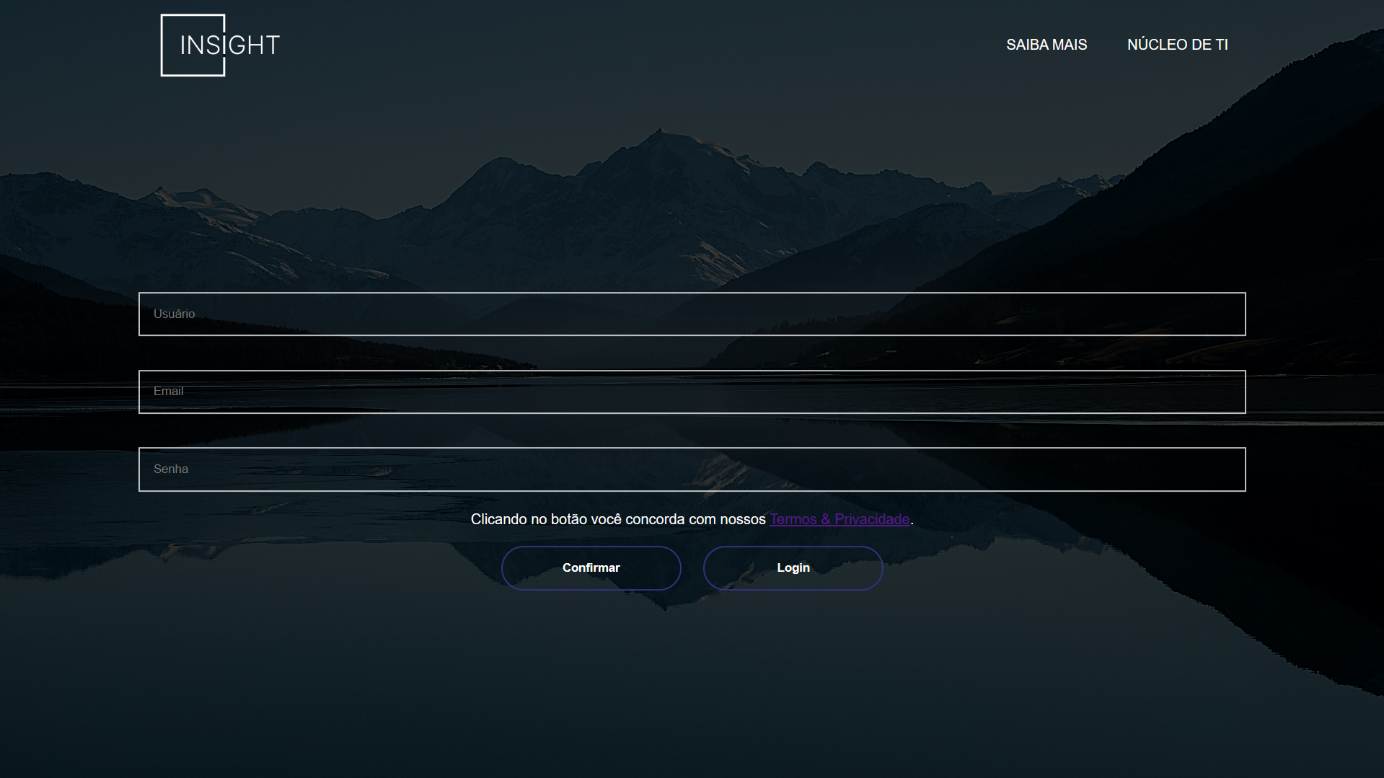 INSIGHT
SAIBA MAIS
NÚCLEO DE TI
Usuário
Email
Senha
Clicando no botão você concorda com nossos Termos & Privacidade.
Confirmar
Login